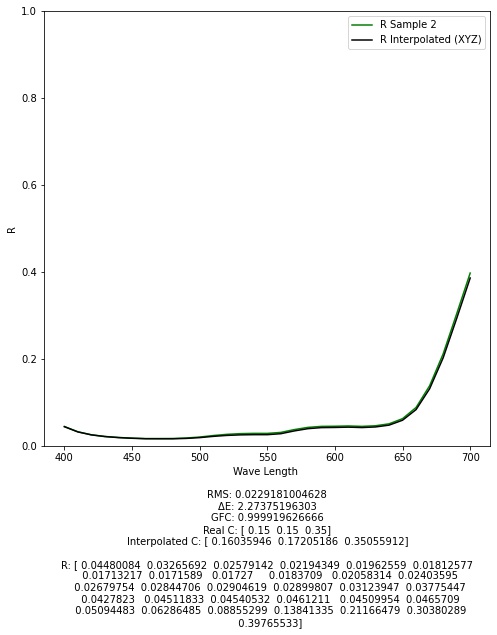 1.0
0.8
0.6
0.4
0.2
0.0
R
R Sample 2
R Interpolated (XYZ)
400 450 500 550 600 650 700
Wave Length
RMS: 0.0229181004628
ΔE: 2.27375196303
GFC: 0.999919626666
Real C: [ 0.15 0.15 0.35]
Interpolated C: [ 0.16035946 0.17205186 0.35055912]
R: [ 0.04480084 0.03265692 0.02579142 0.02194349 0.01962559 0.01812577
0.01713217 0.0171589 0.01727 0.0183709 0.02058314 0.02403595
0.02679754 0.02844706 0.02904619 0.02899807 0.03123947 0.03775447
0.0427823 0.04511833 0.04540532 0.0461211 0.04509954 0.0465709
0.05094483 0.06286485 0.08855299 0.13841335 0.21166479 0.30380289
0.39765533]